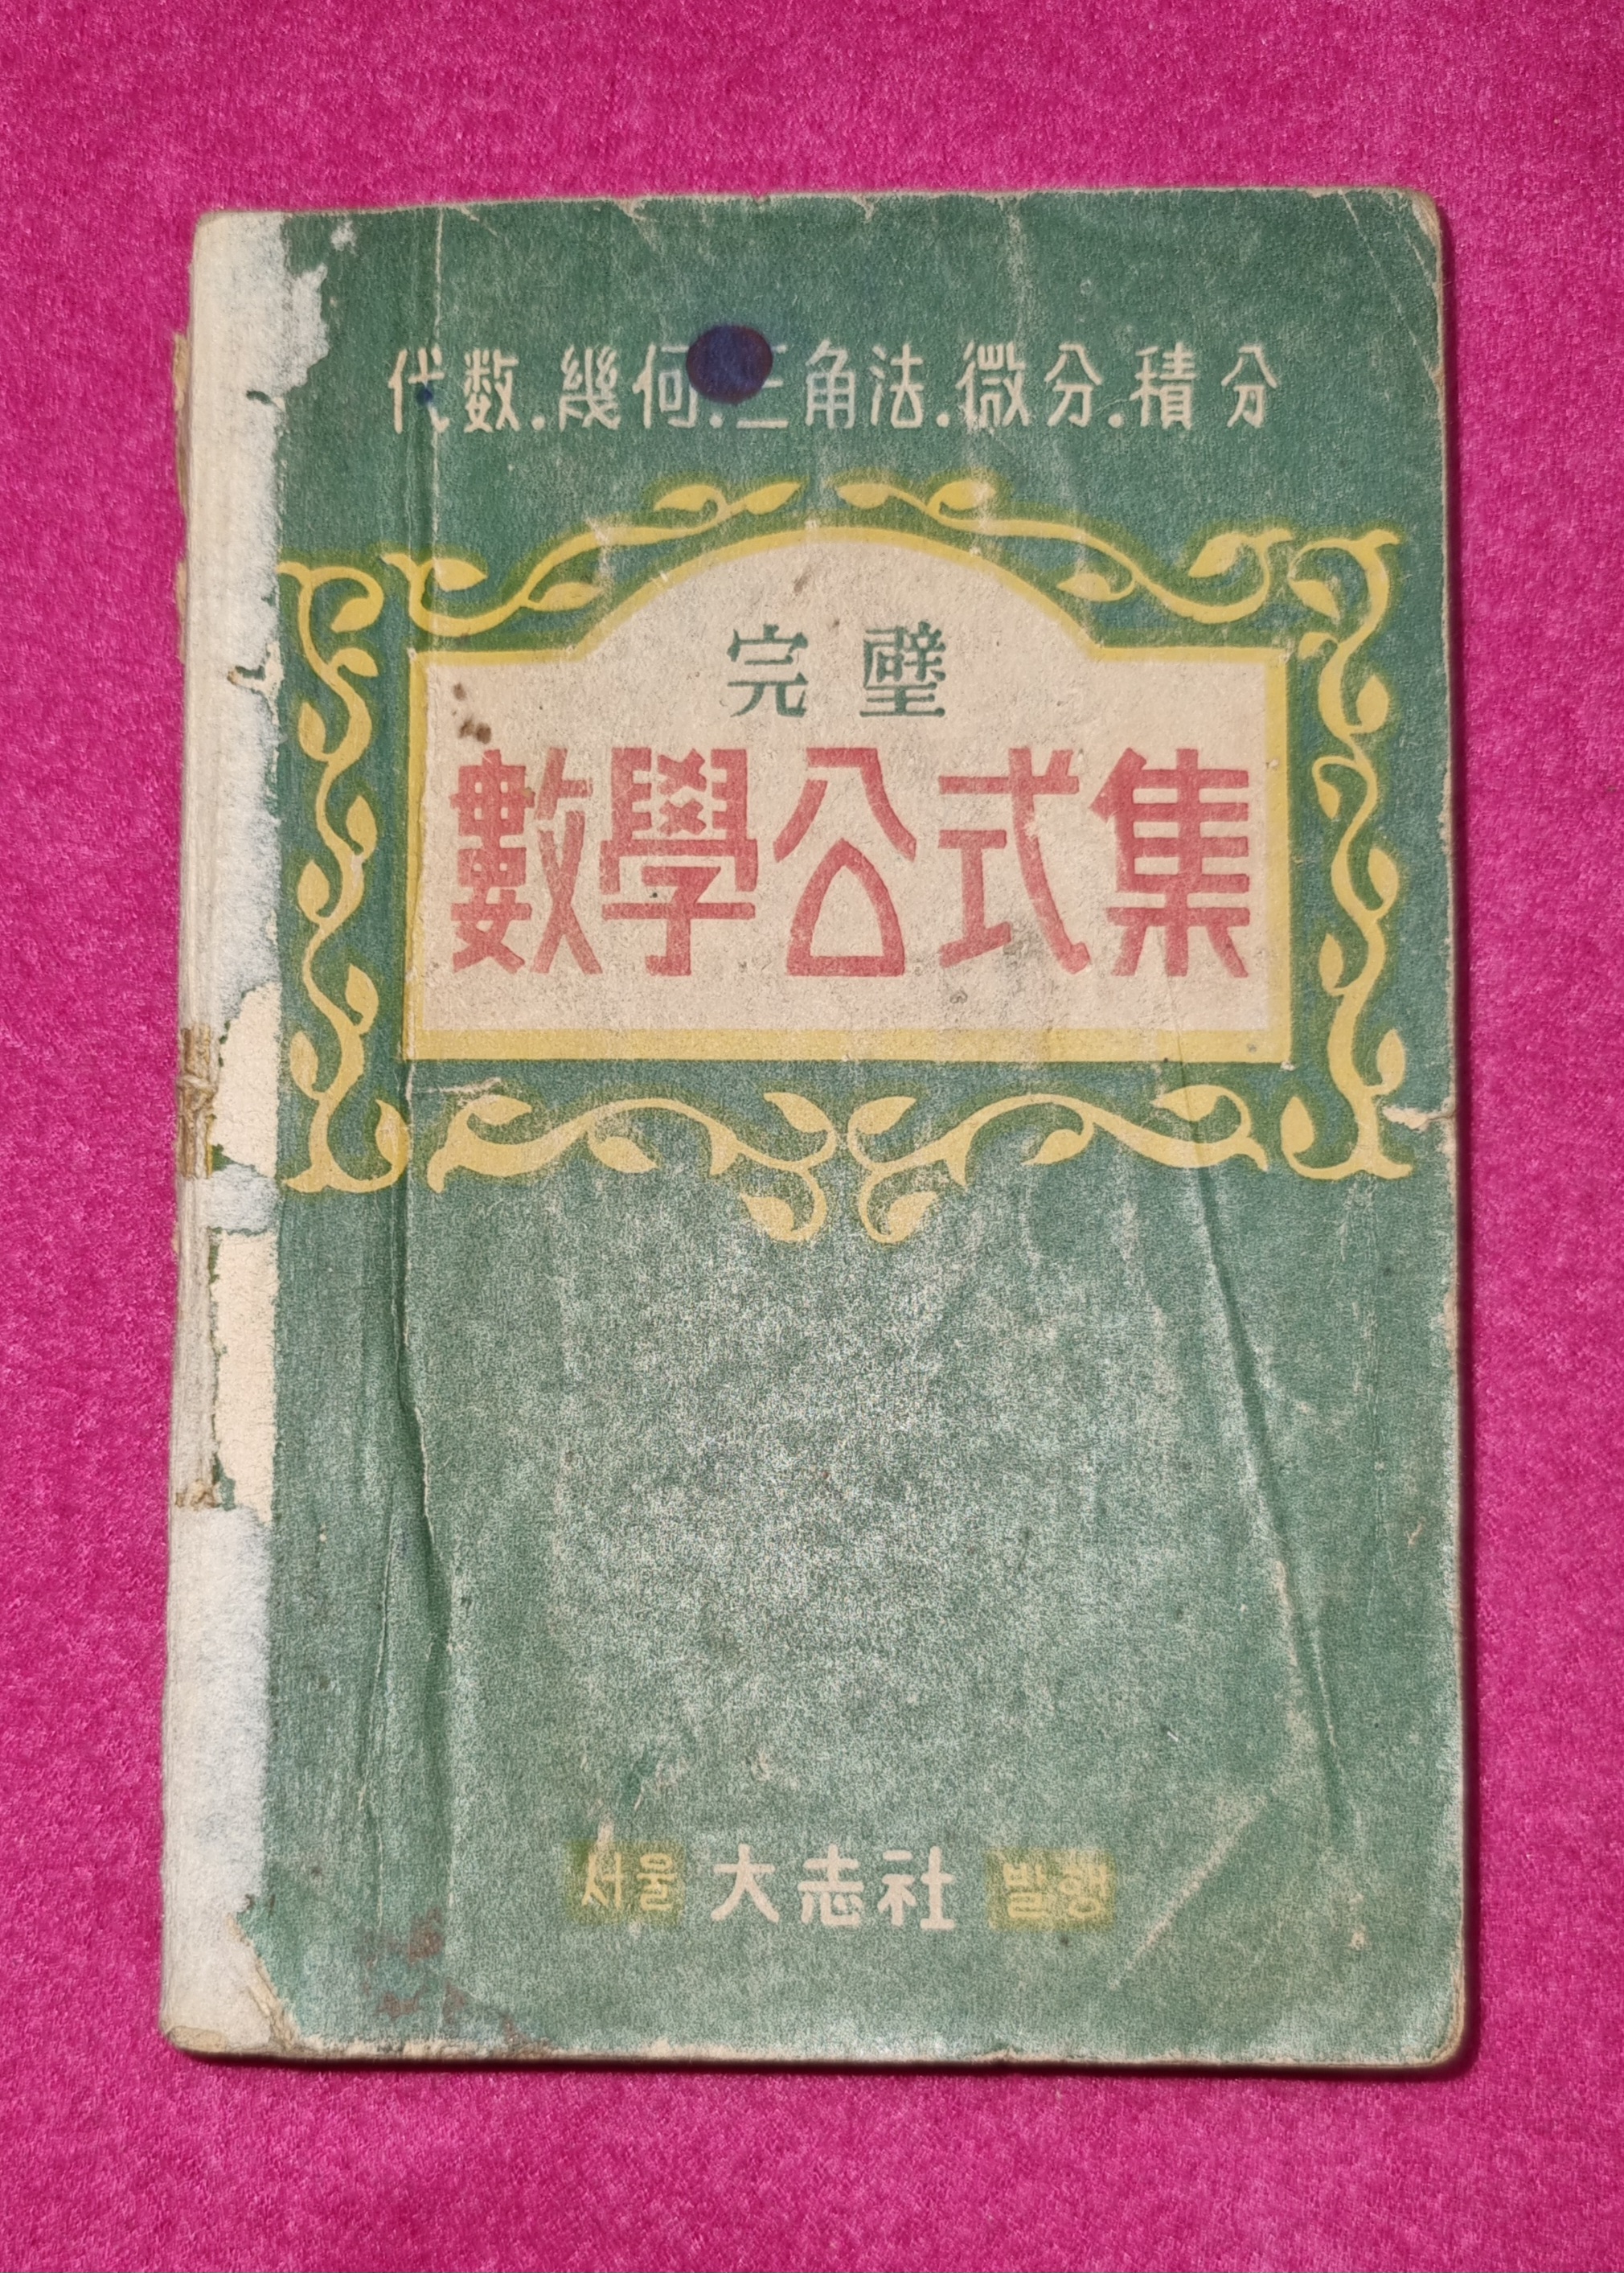 代数.幾何.三角法.微分.積分
完璧
數學公式集
서울 大志社 발행